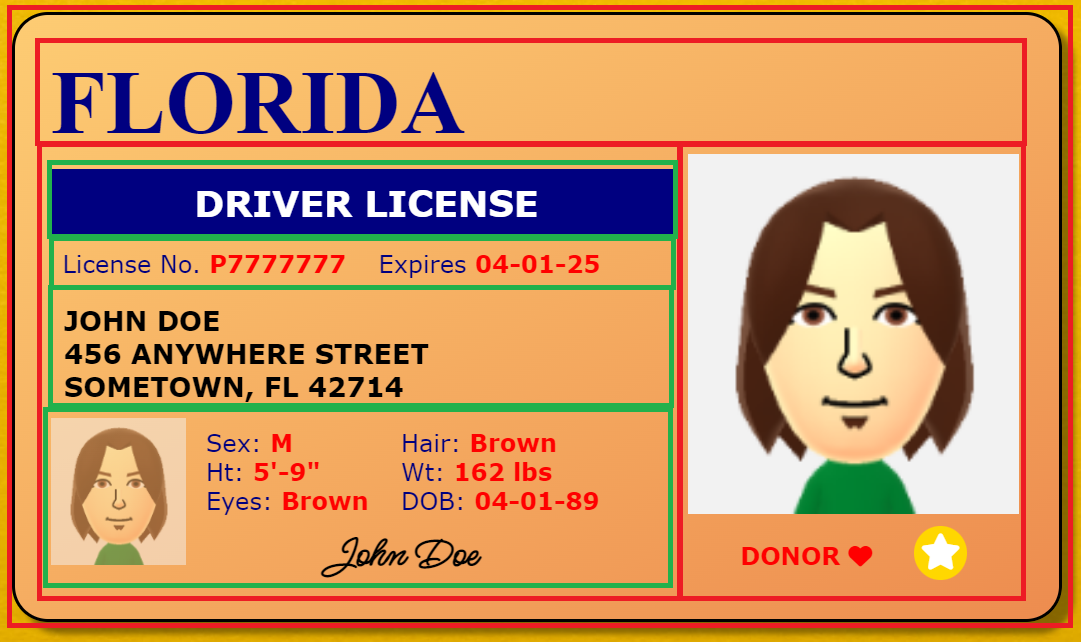 FLORIDA
DRIVER LICENSE
License No. P7777777 Expires 04-01-25
JOHN DOE
456 ANYWHERE STREET
SOMETOWN, FL 42714
Sex: M Hair: Brown
Ht: 5'-9" Wt: 162 lbs
Eyes: Brown DOB: 04-01-89
John Doe
DONOR